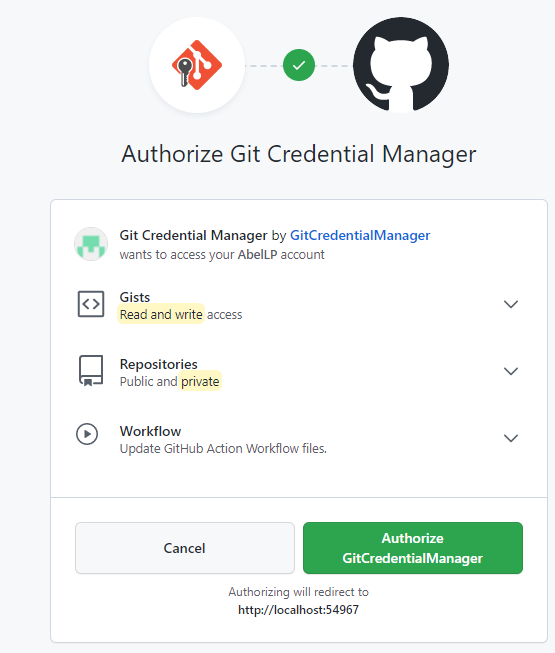 Authorize Git Credential Manager
Git Credential Manager by GitCredentialManager
wants to access your AbelLP account
Gists
Read and write access
Repositories
Public and private
Workflow
Update GitHub Action Workflow files.
Cancel
Authorize
GitCredentialManager
Authorizing will redirect to
http://localhost:54967